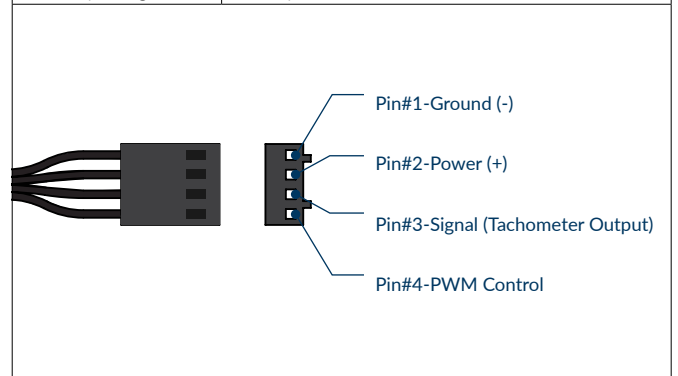 Pin#1-Ground (-)
Pin#2-Power (+)
Pin#3-Signal (Tachometer Output)
Pin#4-PWM Control